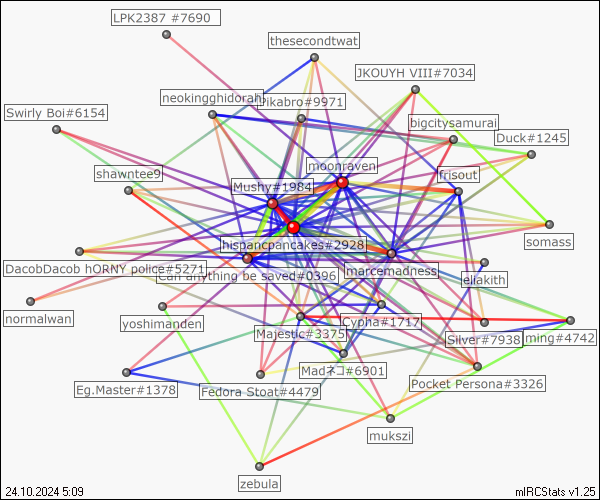 LPK2387 #7690
thesecondtwat
JKOUYH VIII#7034
neokingghidorah
Pikabro#9971
Swirly Boi#6154
bigcitysamurai
Duck#1245
moonraven
shawntee9
frisout
Mushy#1984
somass
hispancpancakes#2928
DacobDacob hORNY police#5271
marcemadness
Can anything be saved#0396
eliakith
normalwan
yoshimanden
Cypha#1717
Majestic#3375
Silver#7938
ming#4742
Madネコ#6901
Eg.Master#1378
Fedora Stoat#4479
Pocket Persona#3326
mukszi
zebula
24.10.2024 5:09
mIRCStats v1.25